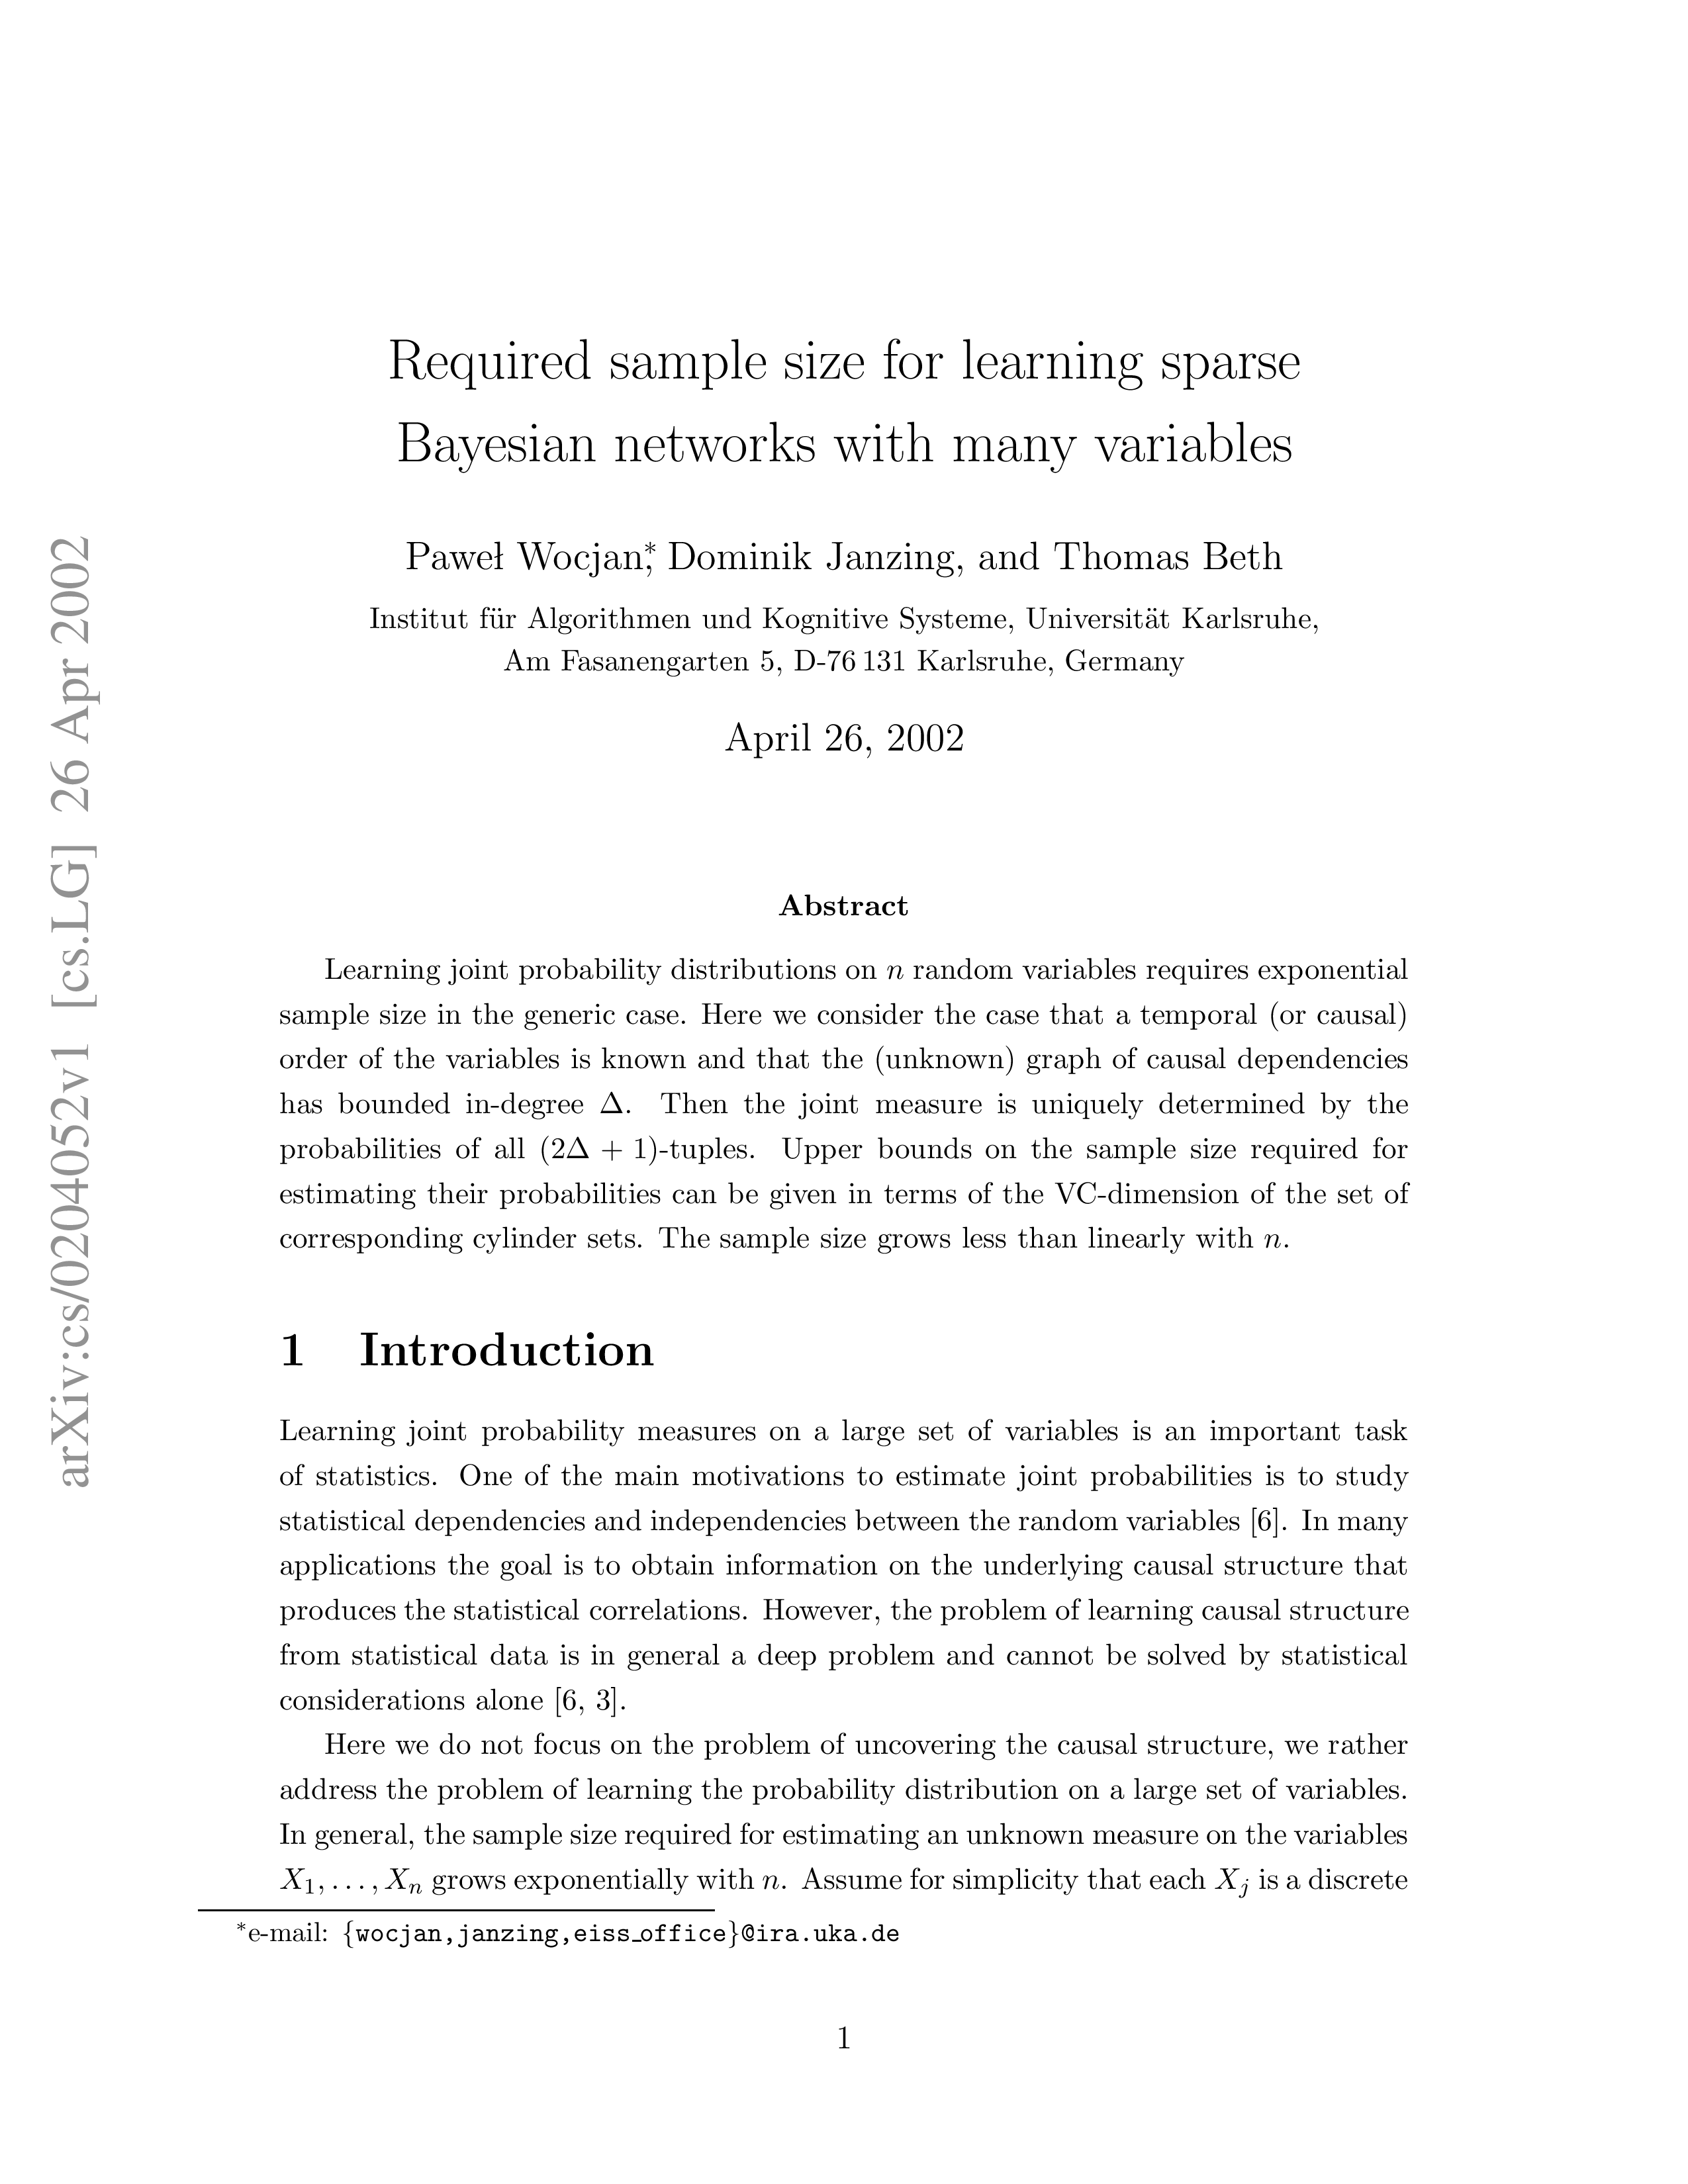 Required sample size for learning sparse
Bayesian networks with many variables
Paweł Wocjan,* Dominik Janzing, and Thomas Beth
Institut für Algorithmen und Kognitive Systeme, Universität Karlsruhe,
Am Fasanengarten 5, D-76 131 Karlsruhe, Germany
April 26, 2002
Abstract
Learning joint probability distributions on n random variables requires exponential
sample size in the generic case. Here we consider the case that a temporal (or causal)
order of the variables is known and that the (unknown) graph of causal dependencies
has bounded in-degree Δ. Then the joint measure is uniquely determined by the
probabilities of all (2Δ + 1)-tuples. Upper bounds on the sample size required for
estimating their probabilities can be given in terms of the VC-dimension of the set of
corresponding cylinder sets. The sample size grows less than linearly with n.
1 Introduction
Learning joint probability measures on a large set of variables is an important task
of statistics. One of the main motivations to estimate joint probabilities is to study
statistical dependencies and independencies between the random variables [6]. In many
applications the goal is to obtain information on the underlying causal structure that
produces the statistical correlations. However, the problem of learning causal structure
from statistical data is in general a deep problem and cannot be solved by statistical
considerations alone [6, 3].
Here we do not focus on the problem of uncovering the causal structure, we rather
address the problem of learning the probability distribution on a large set of variables.
In general, the sample size required for estimating an unknown measure on the variables
X₁, . . . , Xₙ grows exponentially with n. Assume for simplicity that each Xⱼ is a discrete
*e-mail: {wocjan,janzing,eiss_office}@ira.uka.de
1
arXiv:cs/0204052v1 [cs.LG] 26 Apr 2002